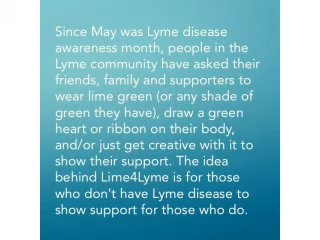 Since May was Lyme disease
awareness month, people in the
Lyme community have asked their
friends, family and supporters to
wear lime green (or any shade of
green they have), draw a green
heart or ribbon on their body,
and/or just get creative with it to
show their support. The idea
behind Lime4Lyme is for those
who don’t have Lyme disease to
show support for those who do.